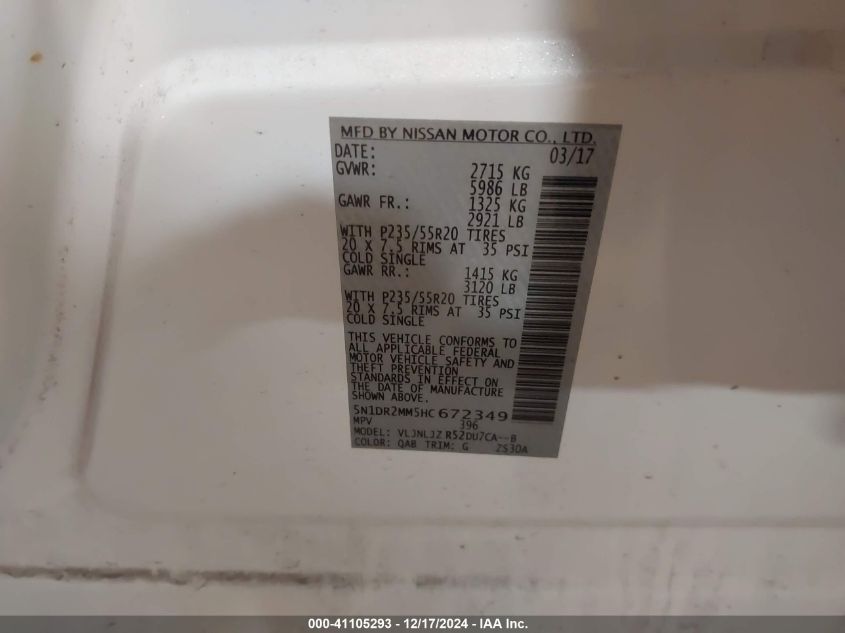 MFD BY NISSAN MOTOR CO., LTD.
DATE: 03/17
GVWR: 2715 KG
5986 LB
GAWR FR.: 1325 KG
2921 LB
WITH P235/55R20 TIRES
20 X 7.5 RIMS AT 35 PSI
COLD SINGLE
GAWR RR.: 1415 KG
3120 LB
WITH P235/55R20 TIRES
20 X 7.5 RIMS AT 35 PSI
COLD SINGLE
THIS VEHICLE CONFORMS TO
ALL APPLICABLE FEDERAL
MOTOR VEHICLE SAFETY AND
THEFT PREVENTION
STANDARDS IN EFFECT ON
THE DATE OF MANUFACTURE
SHOWN ABOVE.
5N1DR2MM5HC672349
MPV 396
MODEL: VLJNLJZ R52DU7CA--B
COLOR: QAB TRIM: G ZS3DA
000-41105293 - 12/17/2024 - IAA Inc.